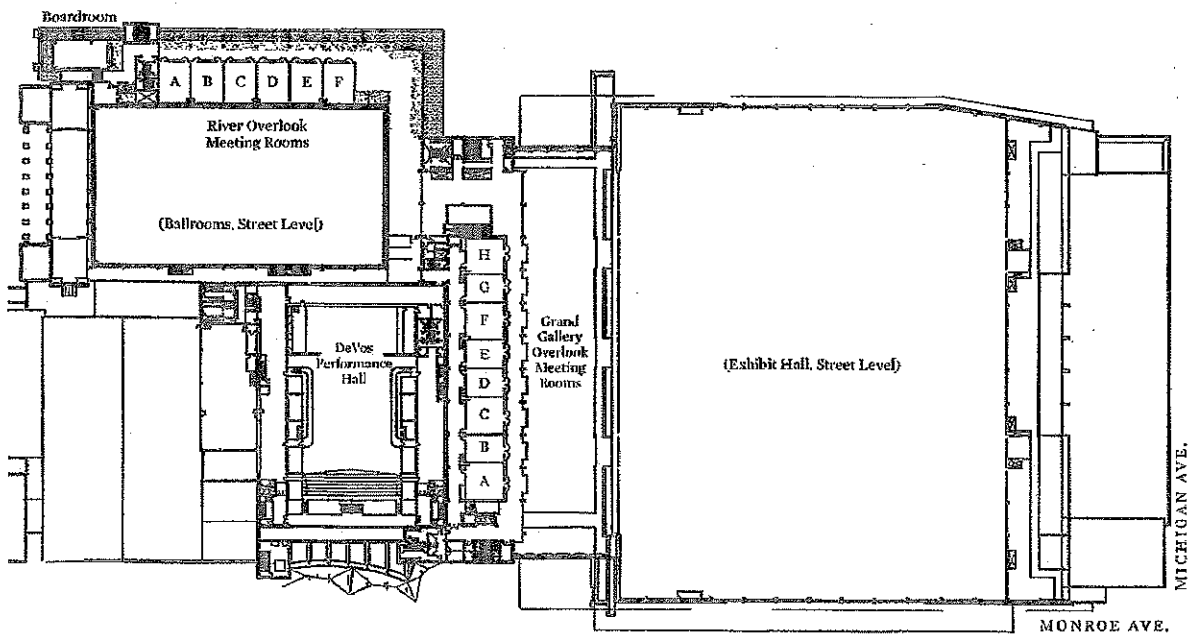 Boardroom
A B C D E F
River Overlook
Meeting Rooms
(Ballrooms, Street Level)
H
G
F
E
D
C
B
A
Grand
Gallery
Overlook
Meeting
Rooms
DeVos
Performance
Hall
(Exhibit Hall, Street Level)
MICHIGAN AVE.
MONROE AVE.